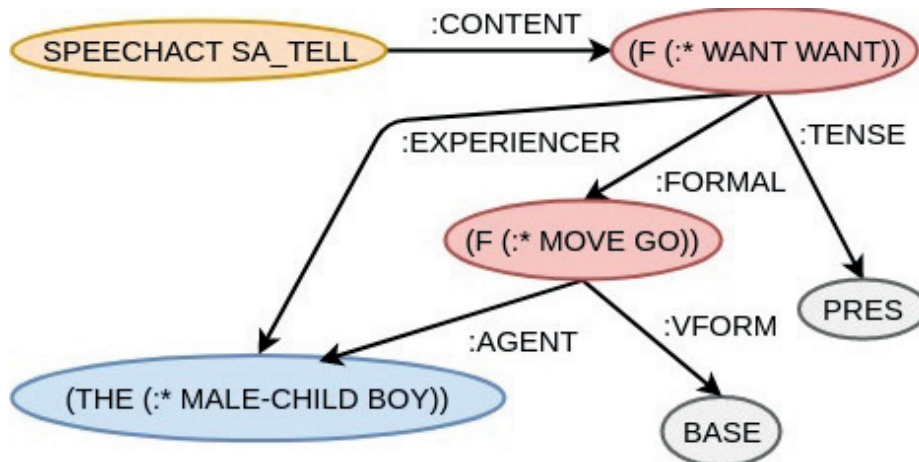 :CONTENT
SPEECHACT SA_TELL
(F (:* WANT WANT))
:EXPERIENCER
:TENSE
:FORMAL
(F (:* MOVE GO))
PRES
:AGENT
:VFORM
(THE (:* MALE-CHILD BOY))
BASE